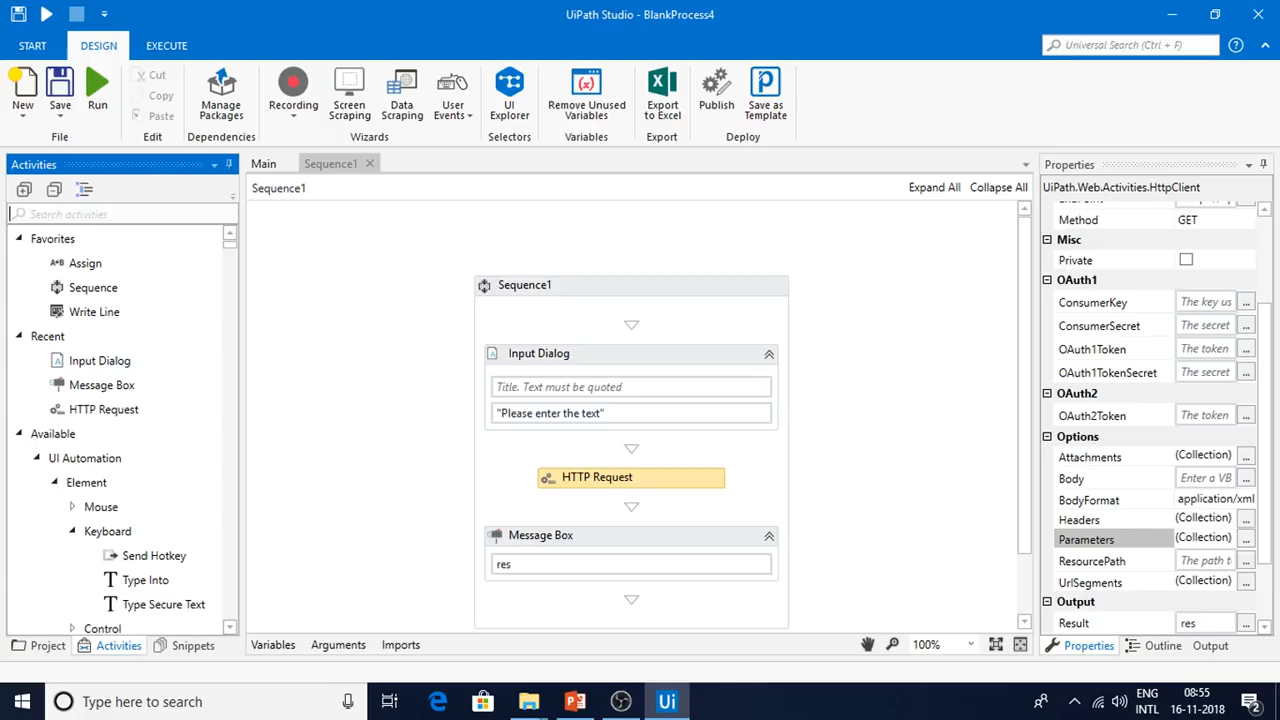 UiPath Studio - BlankProcess4
START DESIGN EXECUTE
Universal Search (Ctrl + F)
New Save Run
Cut
Copy
Paste
Manage Packages
Recording
Screen Scraping
Data Scraping
User Events
UI Explorer
Remove Unused Variables
Export to Excel
Publish
Save as Template
File Edit Dependencies Wizards Selectors Variables Export Deploy
Activities
Search activities
Favorites
A*B Assign
Sequence
Write Line
Recent
Input Dialog
Message Box
HTTP Request
Available
UI Automation
Element
Mouse
Keyboard
Send Hotkey
Type Into
Type Secure Text
Control
Project Activities Snippets
Main Sequence1
Sequence1 Expand All Collapse All
Sequence1
Input Dialog
Title. Text must be quoted
"Please enter the text"
HTTP Request
Message Box
res
Variables Arguments Imports 100%
Properties
UiPath.Web.Activities.HttpClient
Method GET
Misc
Private
OAuth1
ConsumerKey The key us ...
ConsumerSecret The secret ...
OAuth1Token The token ...
OAuth1TokenSecret The secret ...
OAuth2
OAuth2Token The token ...
Options
Attachments (Collection) ...
Body Enter a VB ...
BodyFormat application/xml
Headers (Collection) ...
Parameters (Collection) ...
ResourcePath The path t ...
UrlSegments (Collection) ...
Output
Result res ...
Properties Outline Output
Type here to search
Ui
ENG
INTL
08:55
16-11-2018
2